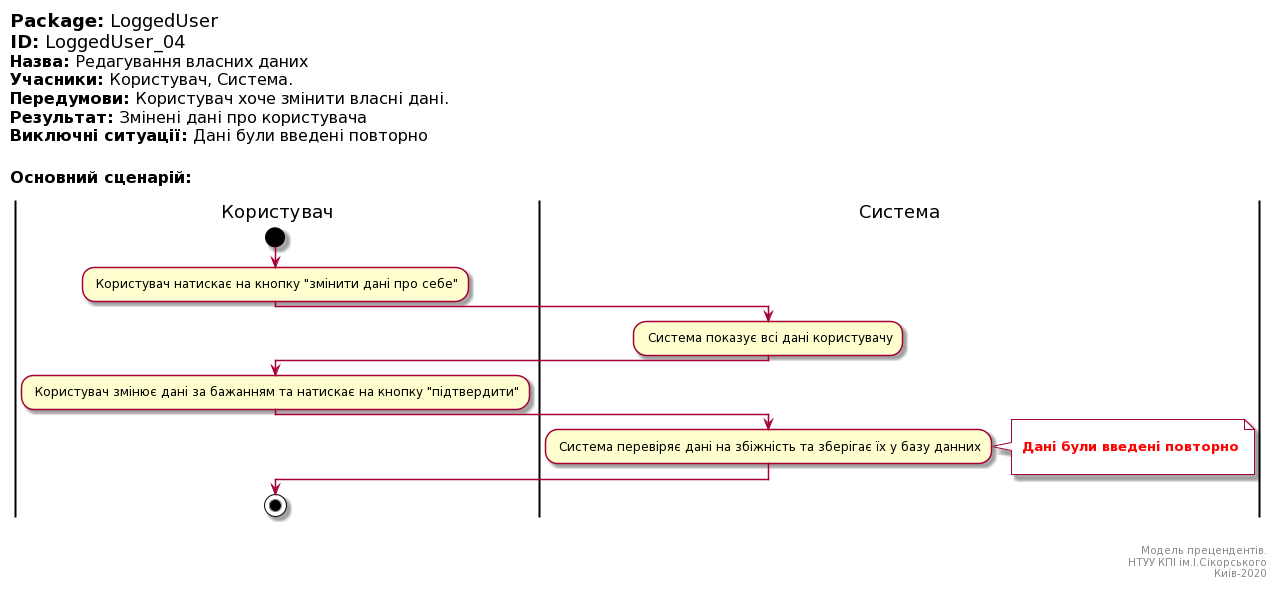 Package: LoggedUser
ID: LoggedUser_04
Назва: Редагування власних даних
Учасники: Користувач, Система.
Передумови: Користувач хоче змінити власні дані.
Результат: Змінені дані про користувача
Виключні ситуації: Дані були введені повторно
Основний сценарій:
Користувач
Система
Користувач натискає на кнопку "змінити дані про себе"
Система показує всі дані користувачу
Користувач змінює дані за бажанням та натискає на кнопку "підтвердити"
Система перевіряє дані на збіжність та зберігає їх у базу данних
Дані були введені повторно
Модель прецендентів.
НТУУ КПІ ім.І.Сікорського
Киів-2020